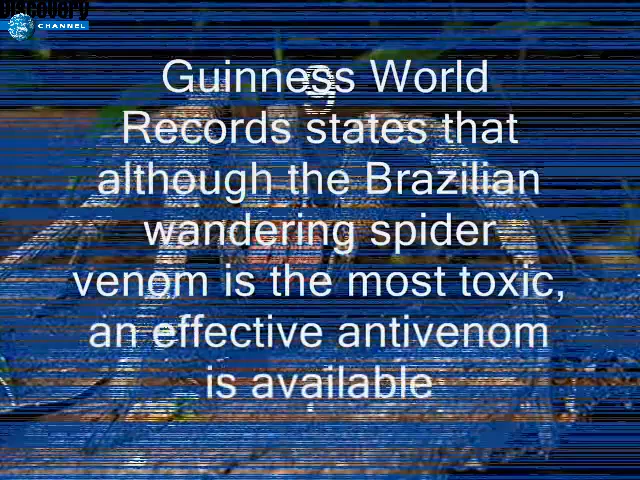 DISCOVERY
CHANNEL
9
Guinness World
Records states that
although the Brazilian
wandering spider
venom is the most toxic,
an effective antivenom
is available